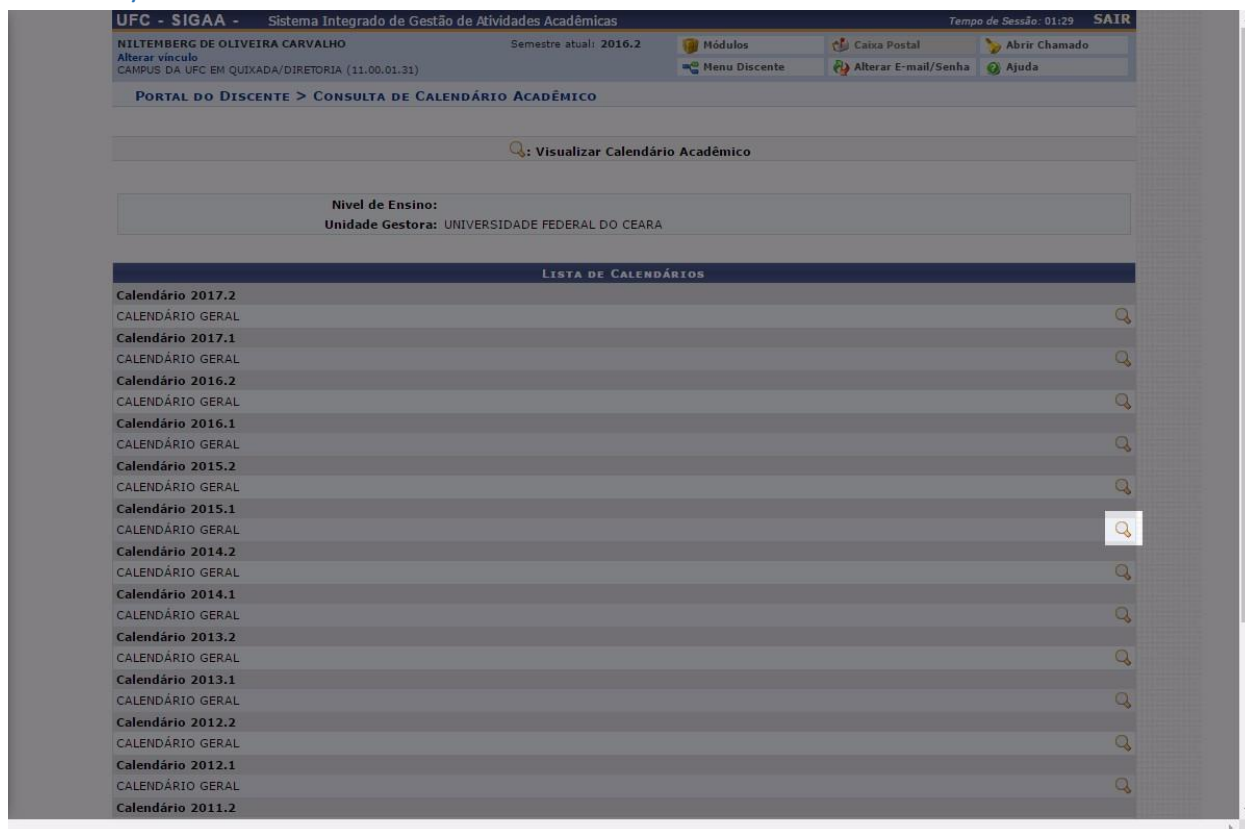 UFC - SIGAA - Sistema Integrado de Gestão de Atividades Acadêmicas Tempo de Sessão: 01:29 SAIR
NILTEMBERG DE OLIVEIRA CARVALHO Semestre atual: 2016.2 Módulos Caixa Postal Abrir Chamado
Alterar vínculo
CAMPUS DA UFC EM QUIXADA/DIRETORIA (11.00.01.31) Menu Discente Alterar E-mail/Senha Ajuda
PORTAL DO DISCENTE > CONSULTA DE CALENDÁRIO ACADÊMICO
: Visualizar Calendário Acadêmico
Nível de Ensino:
Unidade Gestora: UNIVERSIDADE FEDERAL DO CEARA
LISTA DE CALENDÁRIOS
Calendário 2017.2
CALENDÁRIO GERAL
Calendário 2017.1
CALENDÁRIO GERAL
Calendário 2016.2
CALENDÁRIO GERAL
Calendário 2016.1
CALENDÁRIO GERAL
Calendário 2015.2
CALENDÁRIO GERAL
Calendário 2015.1
CALENDÁRIO GERAL
Calendário 2014.2
CALENDÁRIO GERAL
Calendário 2014.1
CALENDÁRIO GERAL
Calendário 2013.2
CALENDÁRIO GERAL
Calendário 2013.1
CALENDÁRIO GERAL
Calendário 2012.2
CALENDÁRIO GERAL
Calendário 2012.1
CALENDÁRIO GERAL
Calendário 2011.2